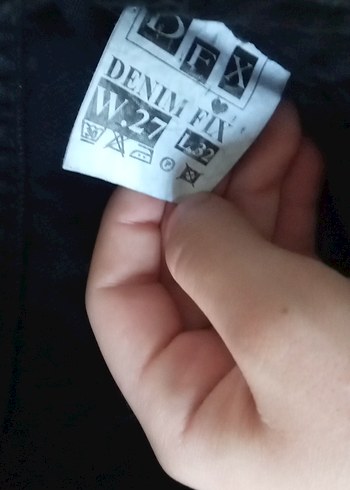 DFX
DENIM FIX
W.27 L.32
P